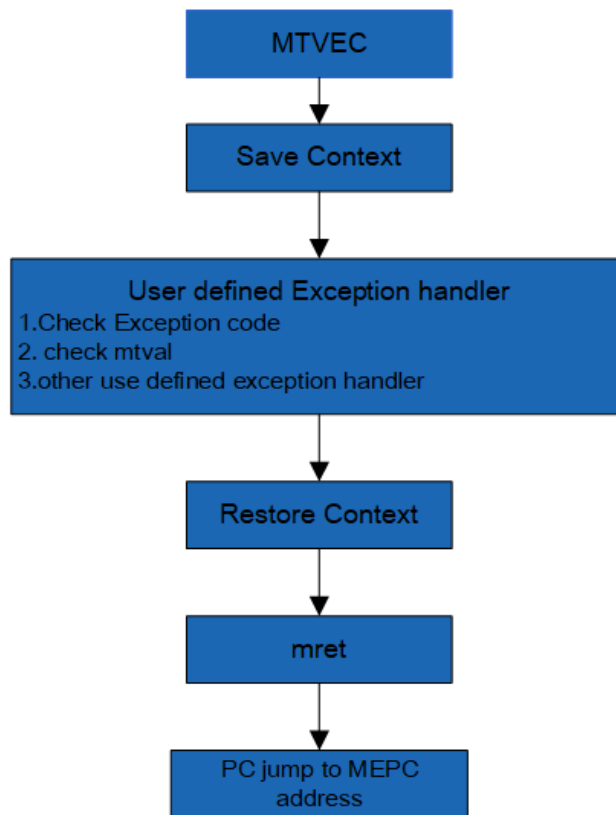 MTVEC
Save Context
User defined Exception handler
1.Check Exception code
2. check mtval
3.other use defined exception handler
Restore Context
mret
PC jump to MEPC
address